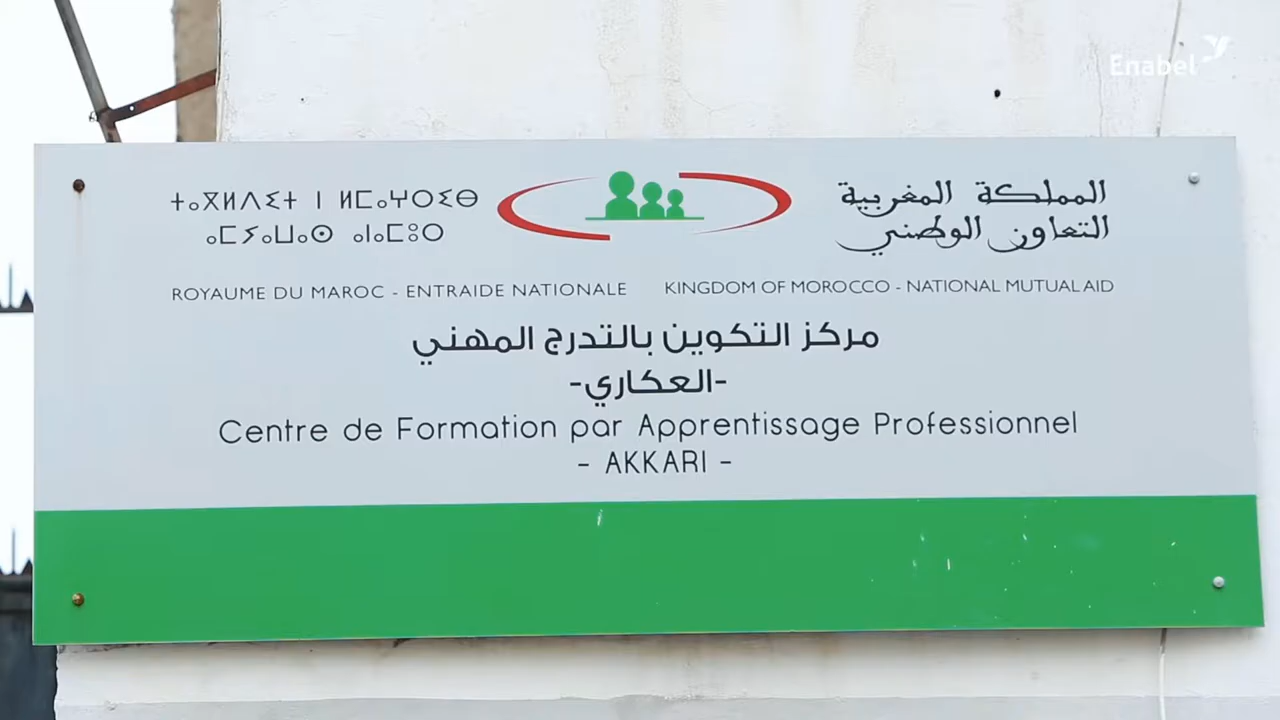 Enabel
ⵜⴰⴳⵍⴷⵉⵜ ⵏ ⵍⵎⴰⵖⵔⵉⴱ
ⴰⵎⵢⴰⵡⴰⵙ ⴰⵏⴰⵎⵓⵔ
المملكة المغربية
التعاون الوطني
ROYAUME DU MAROC - ENTRAIDE NATIONALE
KINGDOM OF MOROCCO - NATIONAL MUTUAL AID
مركز التكوين بالتدرج المهني
-العكاري-
Centre de Formation par Apprentissage Professionnel
- AKKARI -